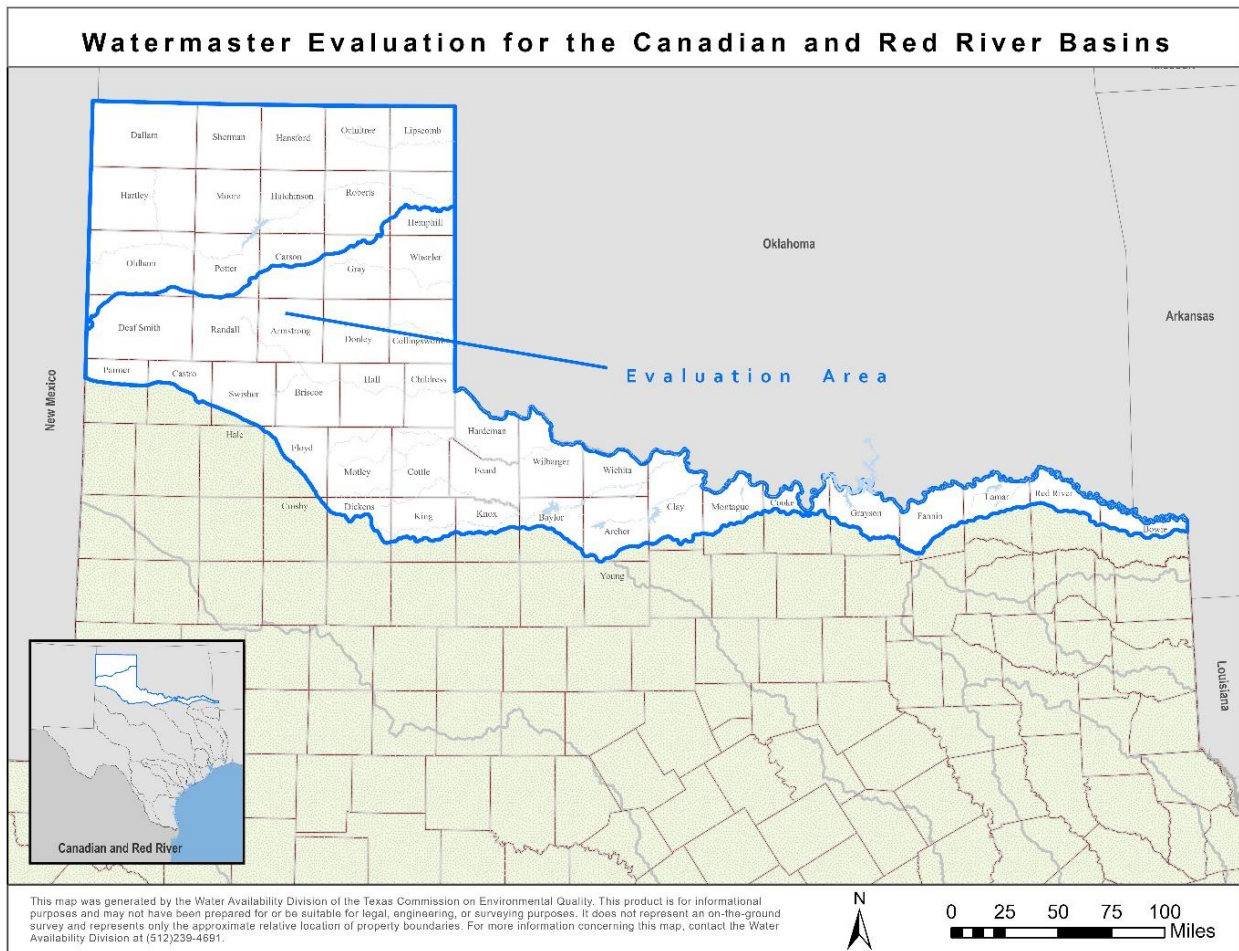 Watermaster Evaluation for the Canadian and Red River Basins
Dallam
Sherman
Hansford
Ochiltree
Lipscomb
Hartley
Moore
Hutchinson
Roberts
Hemphill
Oldham
Potter
Carson
Gray
Wheeler
Oklahoma
Deaf Smith
Randall
Armstrong
Donley
Collingsworth
Arkansas
Parmer
Castro
Swisher
Briscoe
Hall
Childress
Evaluation Area
New Mexico
Hale
Floyd
Motley
Cottle
Hardeman
Foard
Wilbarger
Wichita
Crosby
Dickens
King
Knox
Baylor
Archer
Clay
Montague
Cooke
Grayson
Fannin
Lamar
Red River
Bowie
Young
Louisiana
Canadian and Red River
This map was generated by the Water Availability Division of the Texas Commission on Environmental Quality. This product is for informational
purposes and may not have been prepared for or be suitable for legal, engineering, or surveying purposes. It does not represent an on-the-ground
survey and represents only the approximate relative location of property boundaries. For more information concerning this map, contact the Water
Availability Division at (512)239-4691.
N
0 25 50 75 100
Miles